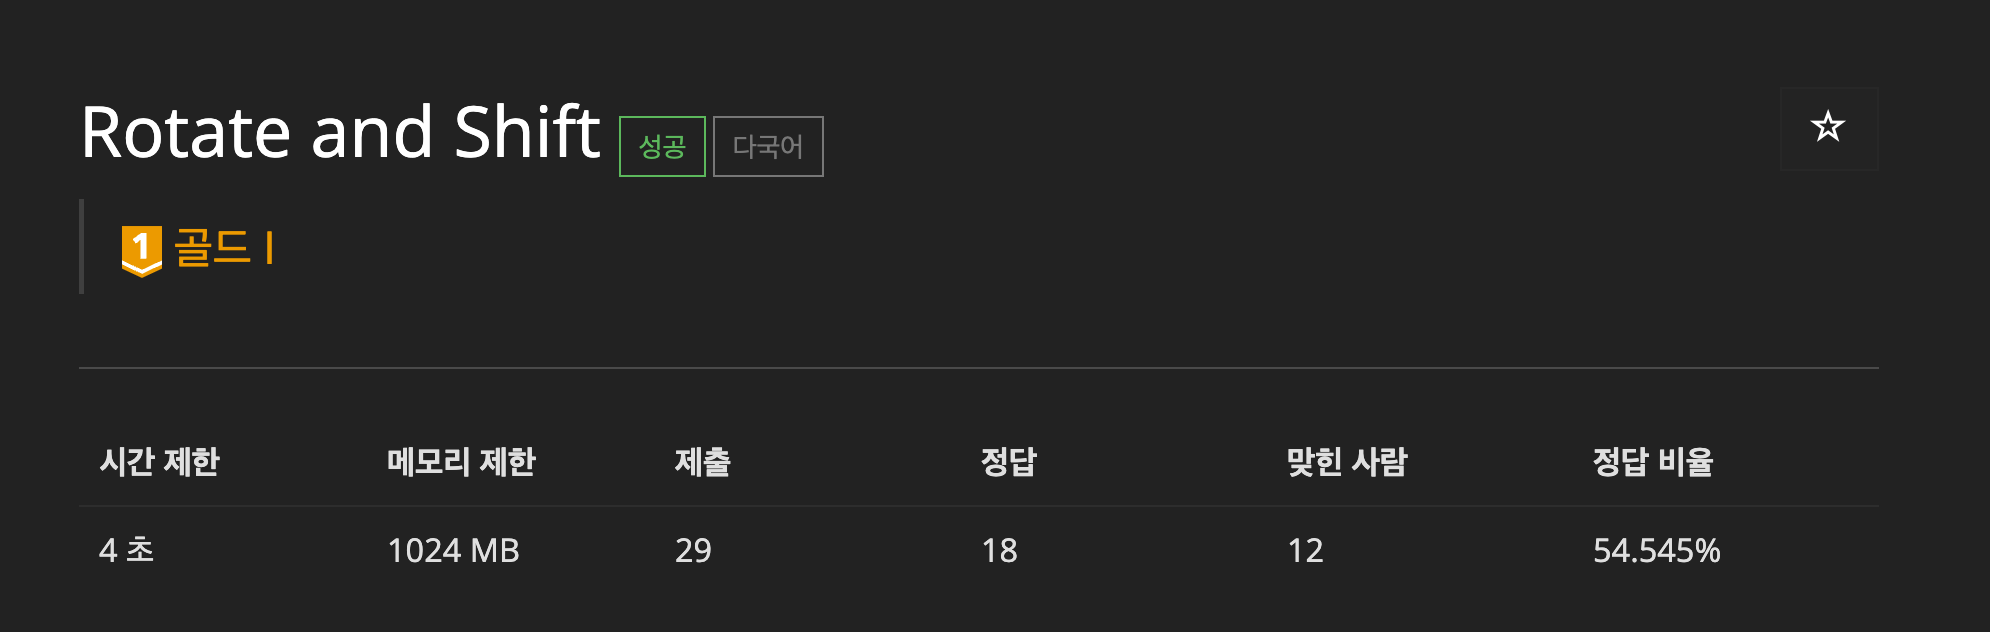 Rotate and Shift 성공 다국어
1 골드 I
시간 제한 메모리 제한 제출 정답 맞힌 사람 정답 비율
4 초 1024 MB 29 18 12 54.545%